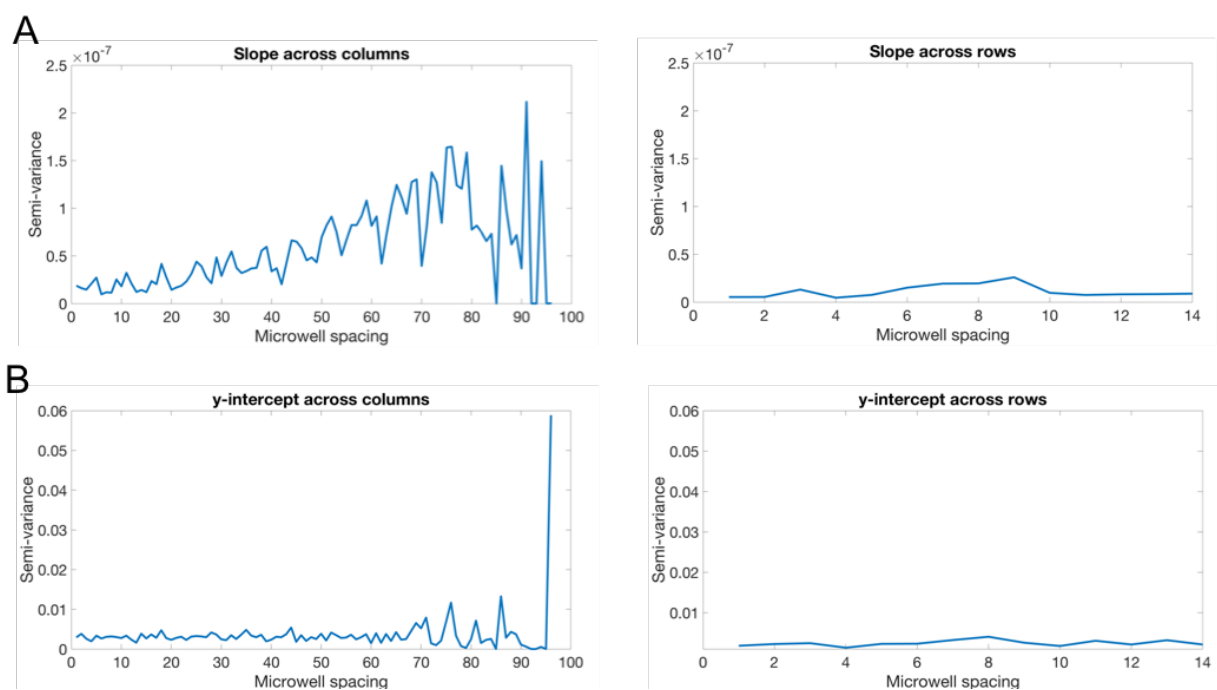 A
Slope across columns
×10⁻⁷
2.5
2
1.5
1
0.5
0
Semi-variance
0 10 20 30 40 50 60 70 80 90 100
Microwell spacing
Slope across rows
×10⁻⁷
2.5
2
1.5
1
0.5
0
Semi-variance
0 2 4 6 8 10 12 14
Microwell spacing
B
y-intercept across columns
0.06
0.05
0.04
0.03
0.02
0.01
0
Semi-variance
0 10 20 30 40 50 60 70 80 90 100
Microwell spacing
y-intercept across rows
0.06
0.05
0.04
0.03
0.02
0.01
Semi-variance
0 2 4 6 8 10 12 14
Microwell spacing